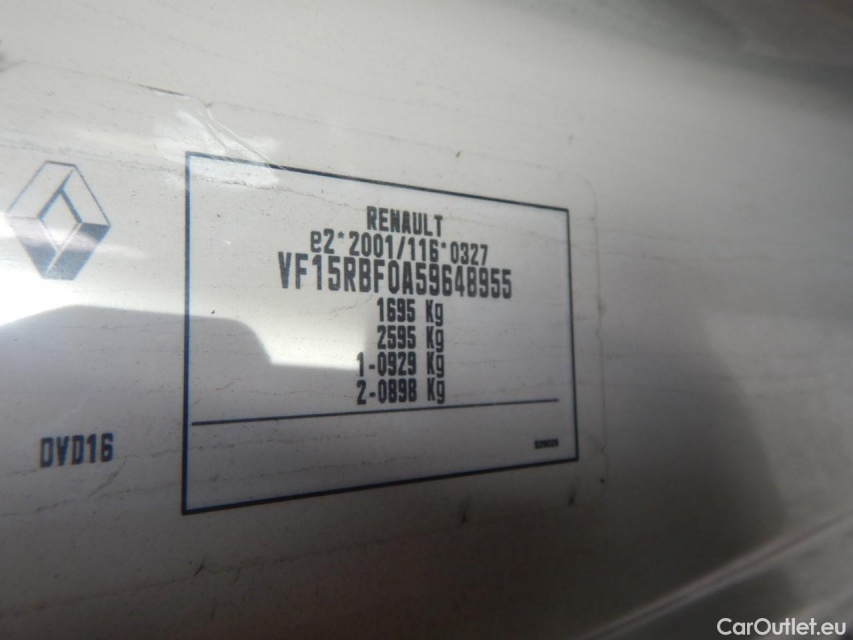 RENAULT
e2*2001/116*0327
VF15RBF0A59648955
1695 Kg
2595 Kg
1-0929 Kg
2-0898 Kg
DVD16
CarOutlet.eu